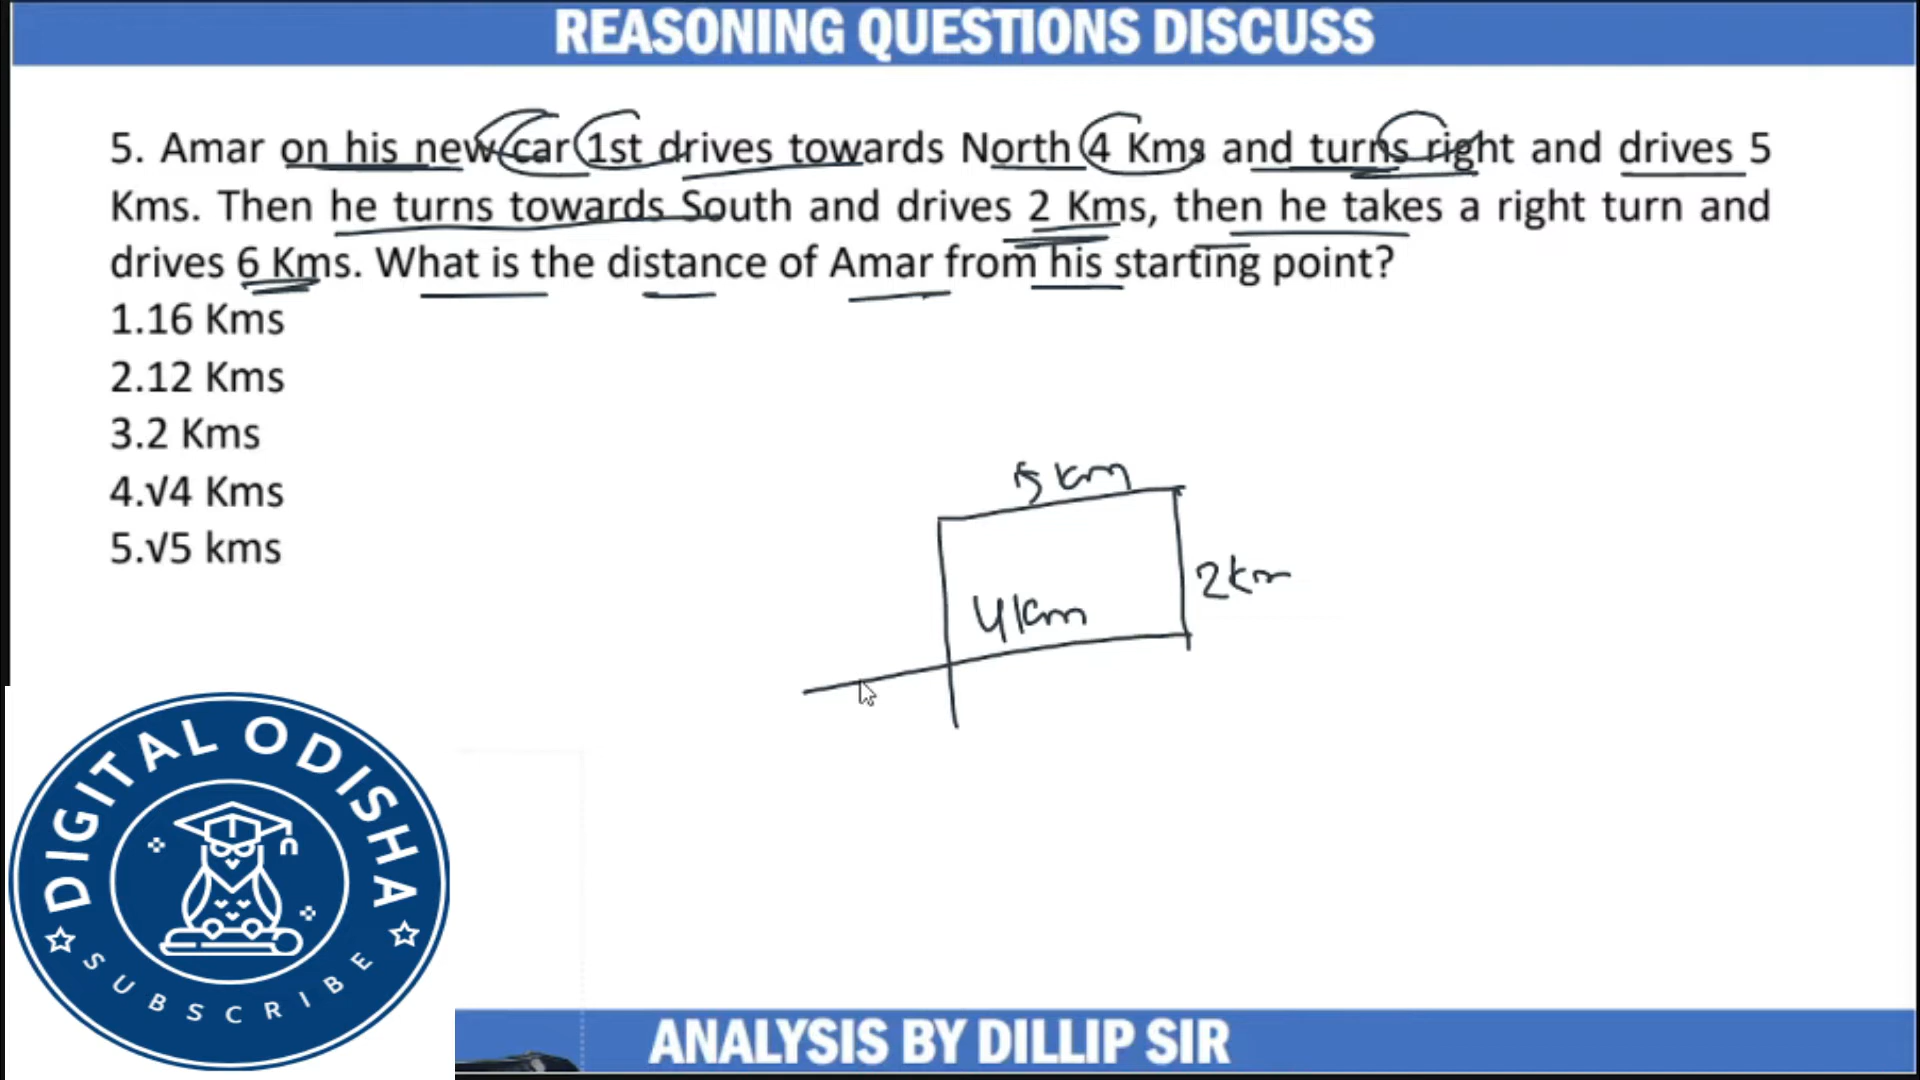 REASONING QUESTIONS DISCUSS
5. Amar on his new car 1st drives towards North 4 Kms and turns right and drives 5
Kms. Then he turns towards South and drives 2 Kms, then he takes a right turn and
drives 6 Kms. What is the distance of Amar from his starting point?
1.16 Kms
2.12 Kms
3.2 Kms
4.√4 Kms
5.√5 kms
5 km
2km
4km
DIGITAL ODISHA
SUBSCRIBE
ANALYSIS BY DILLIP SIR